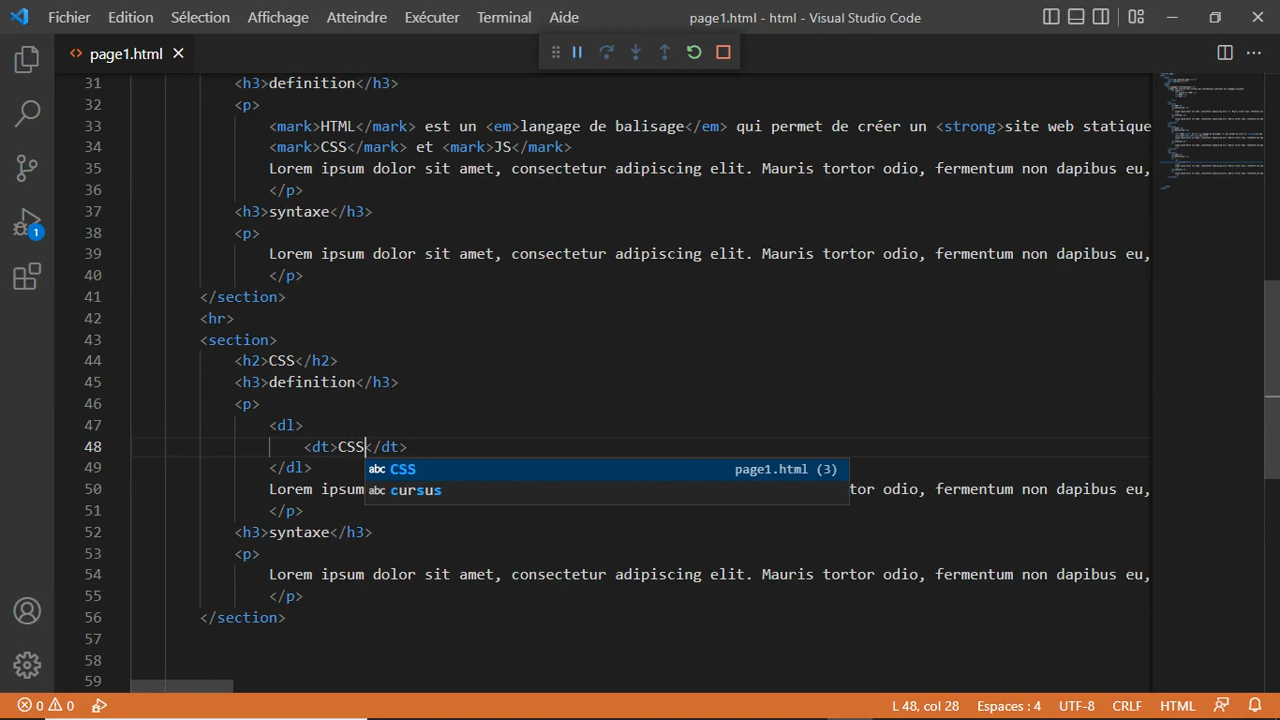 Fichier Edition Sélection Affichage Atteindre Exécuter Terminal Aide page1.html - html - Visual Studio Code
page1.html
31 <h3>definition</h3>
32 <p>
33 <mark>HTML</mark> est un <em>langage de balisage</em> qui permet de créer un <strong>site web statique
34 <mark>CSS</mark> et <mark>JS</mark>
35 Lorem ipsum dolor sit amet, consectetur adipiscing elit. Mauris tortor odio, fermentum non dapibus eu,
36 </p>
37 <h3>syntaxe</h3>
38 <p>
39 Lorem ipsum dolor sit amet, consectetur adipiscing elit. Mauris tortor odio, fermentum non dapibus eu,
40 </p>
41 </section>
42 <hr>
43 <section>
44 <h2>CSS</h2>
45 <h3>definition</h3>
46 <p>
47 <dl>
48 <dt>CSS</dt>
49 </dl>
abc CSS page1.html (3)
abc cursus
50 Lorem ipsum tor odio, fermentum non dapibus eu,
51 </p>
52 <h3>syntaxe</h3>
53 <p>
54 Lorem ipsum dolor sit amet, consectetur adipiscing elit. Mauris tortor odio, fermentum non dapibus eu,
55 </p>
56 </section>
57
58
59
1
0 0 L 48, col 28 Espaces : 4 UTF-8 CRLF HTML